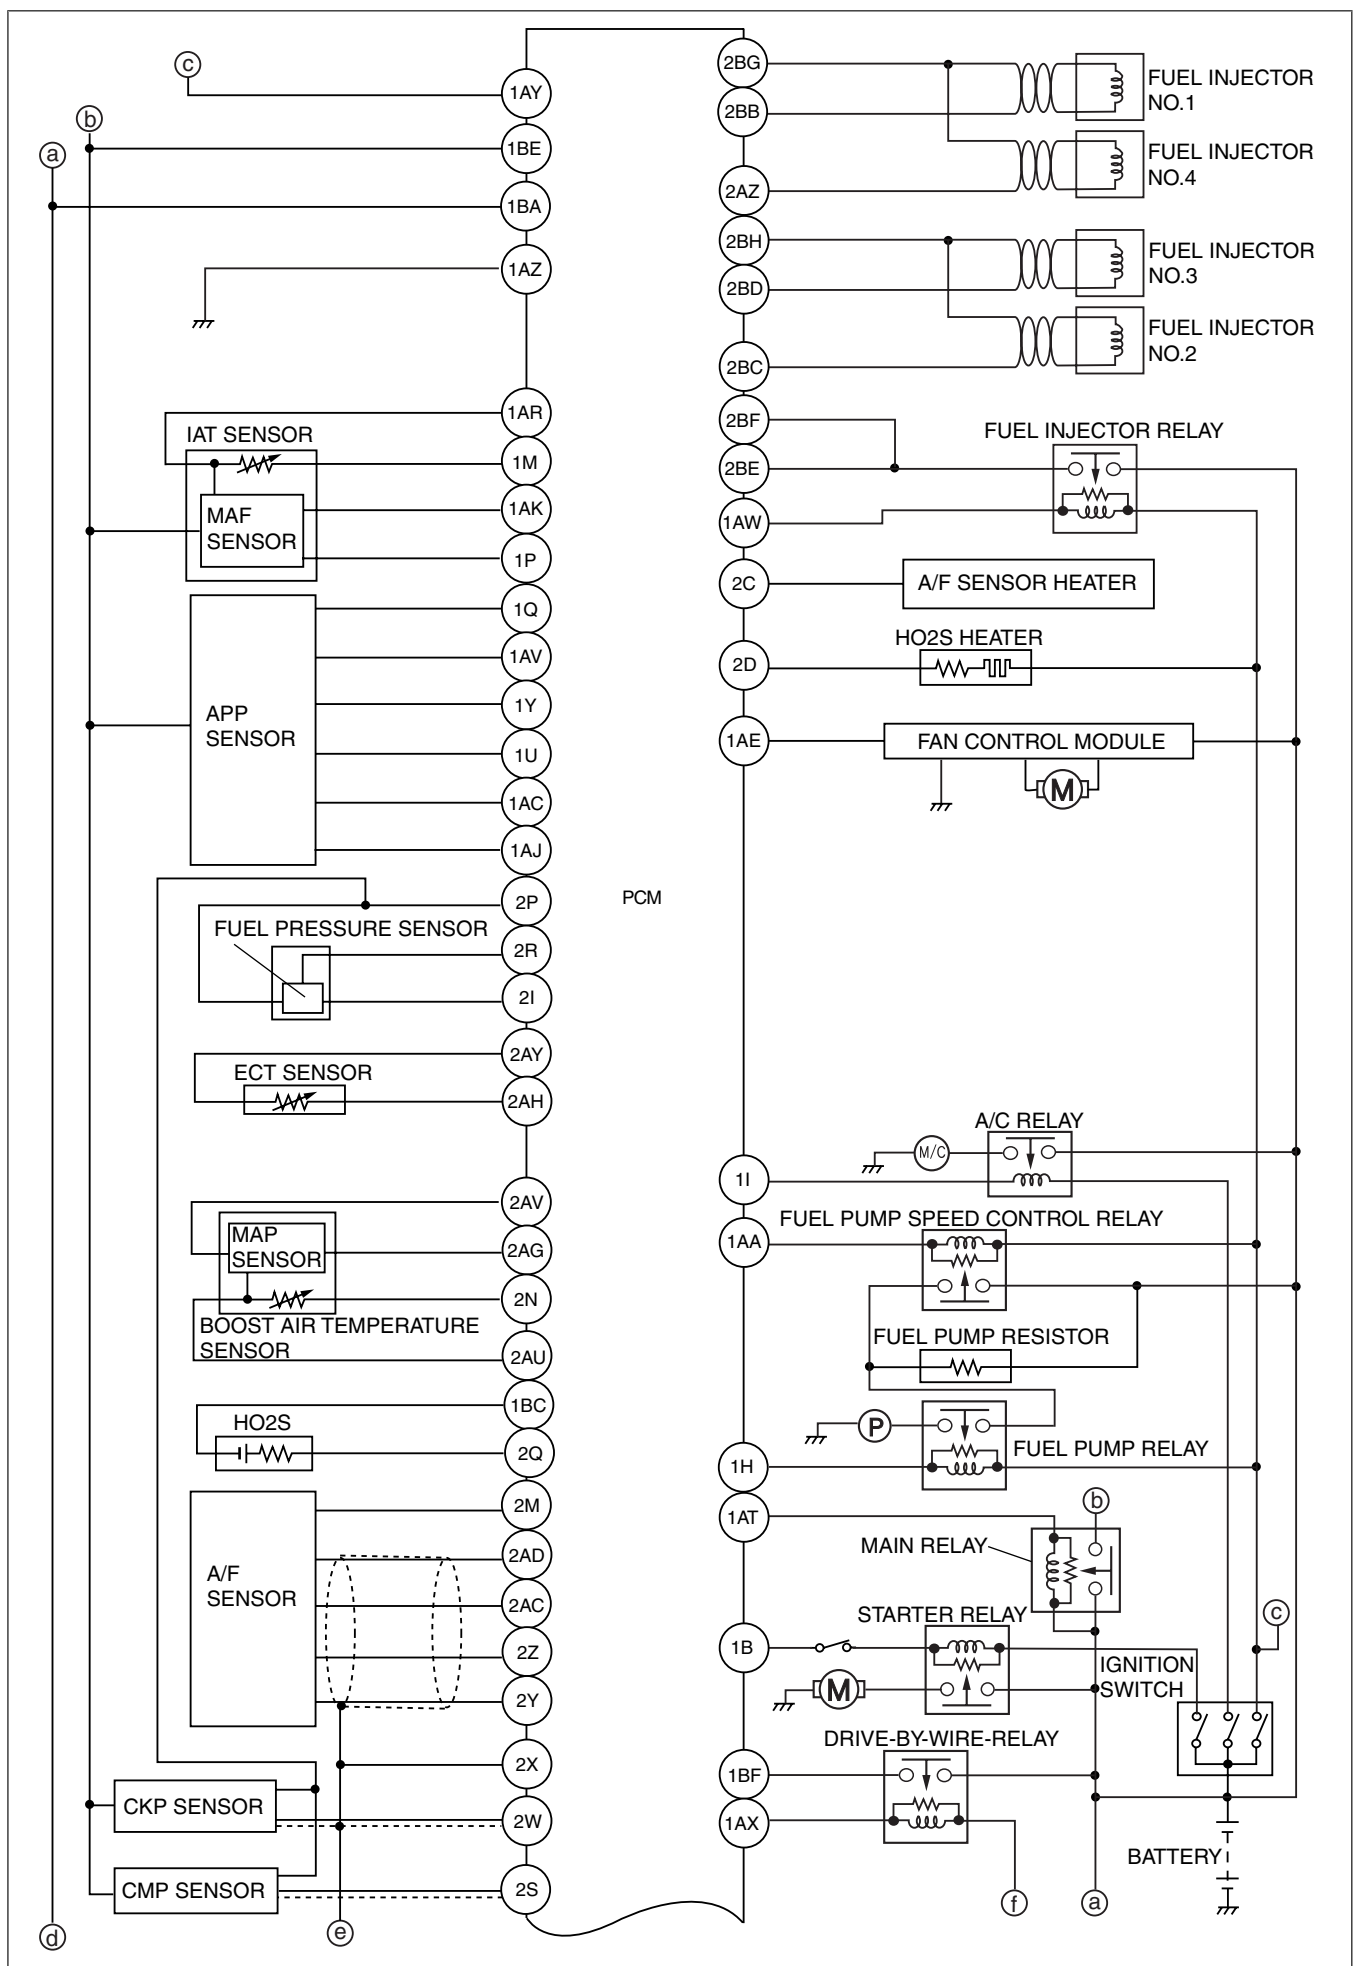 c
1AY
b
1BE
a
1BA
1AZ
1AR
IAT SENSOR
1M
MAF
SENSOR
1AK
1P
1Q
1AV
1Y
APP
SENSOR
1U
1AC
1AJ
2P
FUEL PRESSURE SENSOR
2R
2I
2AY
ECT SENSOR
2AH
2AV
MAP
SENSOR
2AG
2N
BOOST AIR TEMPERATURE
SENSOR
2AU
1BC
HO2S
2Q
2M
2AD
A/F
SENSOR
2AC
2Z
2Y
2X
CKP SENSOR
2W
CMP SENSOR
2S
d
e
PCM
2BG
FUEL INJECTOR
NO.1
2BB
FUEL INJECTOR
NO.4
2AZ
2BH
FUEL INJECTOR
NO.3
2BD
FUEL INJECTOR
NO.2
2BC
2BF
FUEL INJECTOR RELAY
2BE
1AW
2C
A/F SENSOR HEATER
HO2S HEATER
2D
1AE
FAN CONTROL MODULE
M
A/C RELAY
M/C
1I
FUEL PUMP SPEED CONTROL RELAY
1AA
FUEL PUMP RESISTOR
P
FUEL PUMP RELAY
1H
b
1AT
MAIN RELAY
c
STARTER RELAY
1B
IGNITION
SWITCH
M
DRIVE-BY-WIRE-RELAY
1BF
1AX
BATTERY
f
a